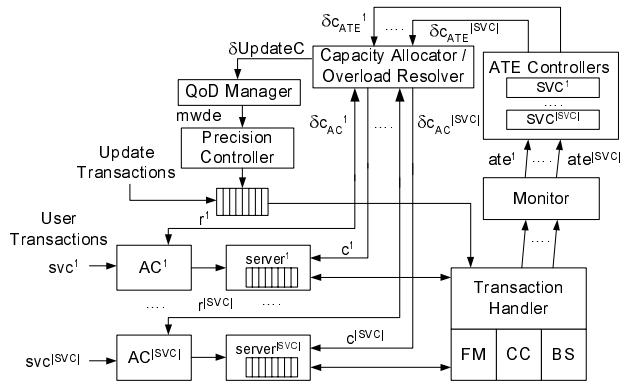 δc_ATE^1 .... δc_ATE^|SVC|
δUpdateC
Capacity Allocator /
Overload Resolver
ATE Controllers
SVC^1
....
SVC^|SVC|
QoD Manager
mwde
Precision
Controller
δc_AC^1 .... δc_AC^|SVC|
ate^1 .... ate^|SVC|
Update
Transactions
Monitor
User
Transactions
r^1
....
svc^1
AC^1
server^1
c^1
.... r^|SVC| ....
Transaction
Handler
svc^|SVC|
AC^|SVC|
server^|SVC|
c^|SVC|
FM CC BS